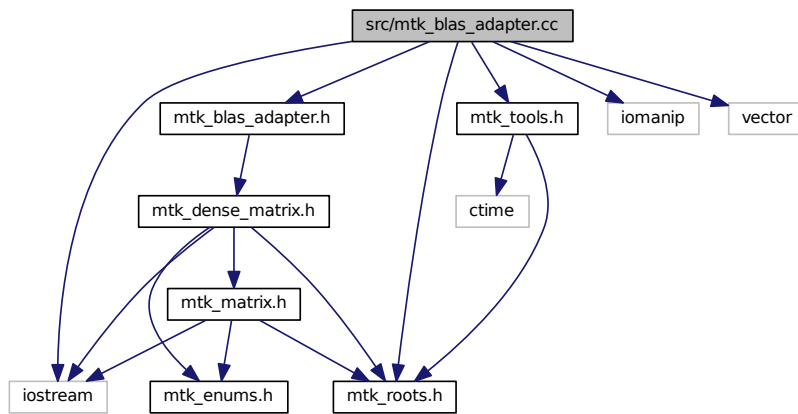 src/mtk_blas_adapter.cc
mtk_blas_adapter.h
mtk_tools.h
iomanip
vector
mtk_dense_matrix.h
ctime
mtk_matrix.h
iostream
mtk_enums.h
mtk_roots.h